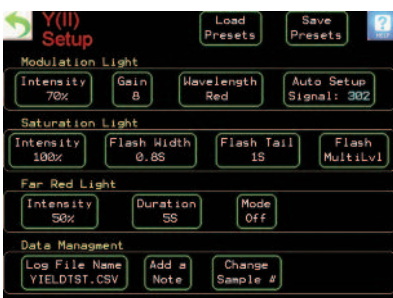 Y(II)
Setup
Load
Presets
Save
Presets
?
HELP
Modulation Light
Intensity
70%
Gain
8
Wavelength
Red
Auto Setup
Signal: 302
Saturation Light
Intensity
100%
Flash Width
0.8S
Flash Tail
1S
Flash
MultiLvl
Far Red Light
Intensity
50%
Duration
5S
Mode
Off
Data Managment
Log File Name
YIELDTST.CSV
Add a
Note
Change
Sample #